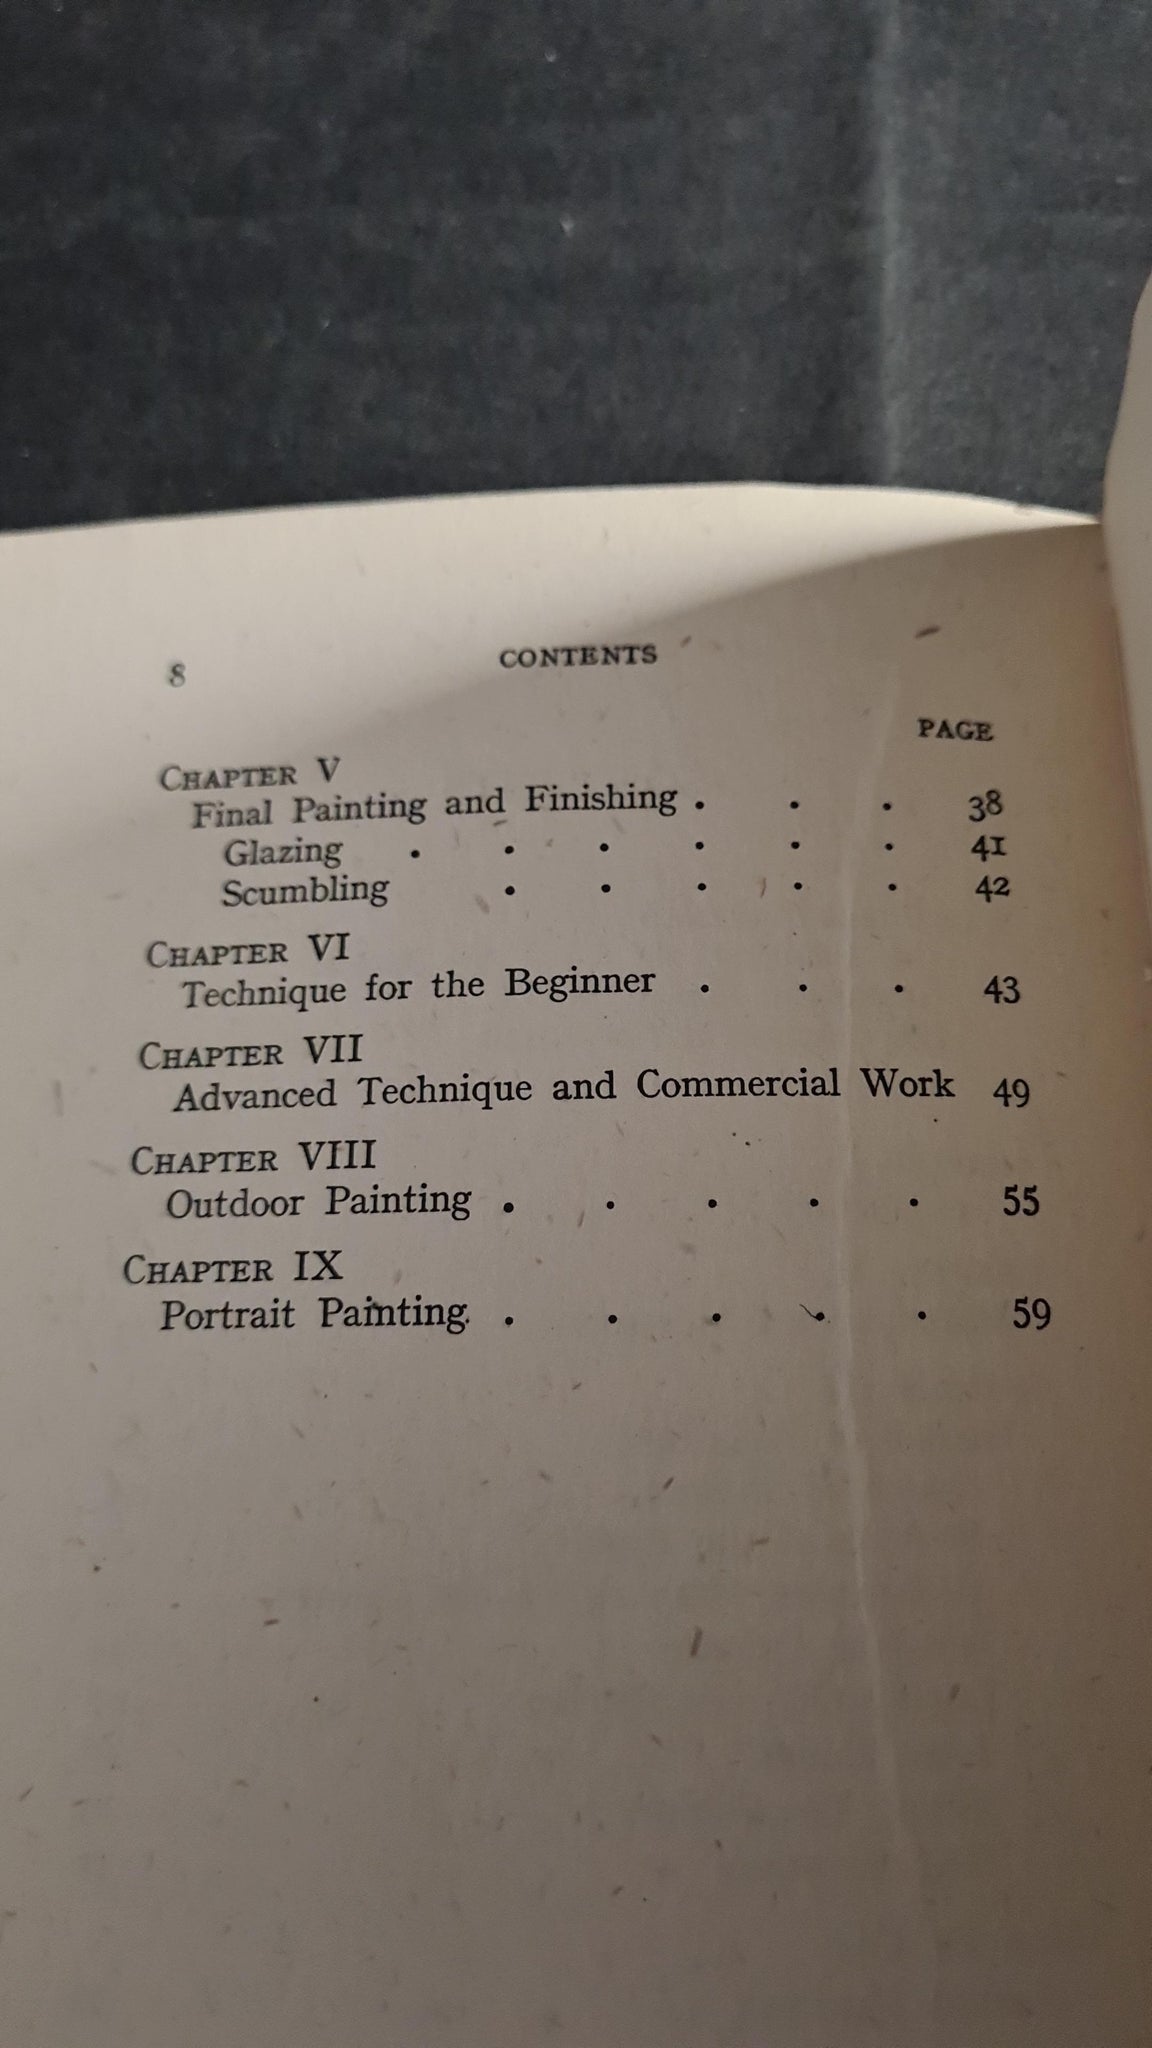 8 CONTENTS
PAGE
CHAPTER V
Final Painting and Finishing . . . 38
Glazing . . . . . . 41
Scumbling . . . . . 42
CHAPTER VI
Technique for the Beginner . . . 43
CHAPTER VII
Advanced Technique and Commercial Work 49
CHAPTER VIII
Outdoor Painting . . . . . 55
CHAPTER IX
Portrait Painting . . . . . 59